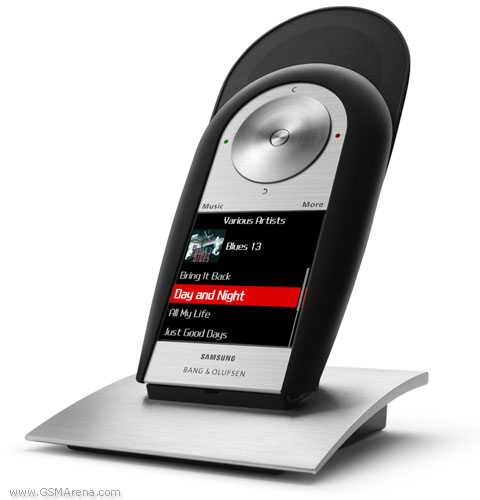 C
Music More
Various Artists
Blues 13
Bring It Back
Day and Night
All My Life
Just Good Days
SAMSUNG
BANG & OLUFSEN
www.GSMArena.com